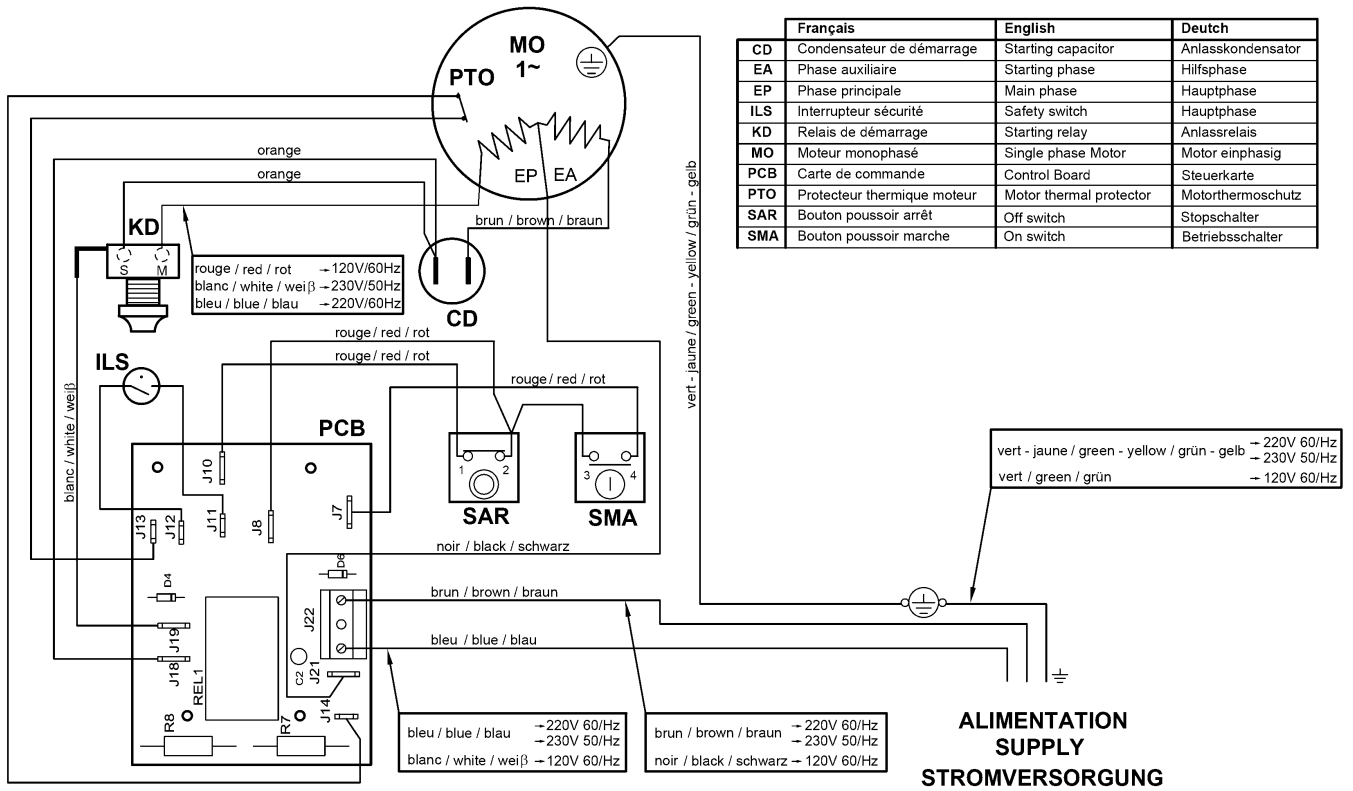 MO
1~
PTO
EP
EA
orange
orange
brun / brown / braun
KD
S
M
rouge / red / rot →120V/60Hz
blanc / white / weiβ →230V/50Hz
bleu / blue / blau →220V/60Hz
CD
rouge / red / rot
rouge / red / rot
rouge / red / rot
ILS
blanc / white / weiβ
vert - jaune / green - yellow / grün - gelb
Français English Deutch
CD Condensateur de démarrage Starting capacitor Anlasskondensator
EA Phase auxiliaire Starting phase Hilfsphase
EP Phase principale Main phase Hauptphase
ILS Interrupteur sécurité Safety switch Hauptphase
KD Relais de démarrage Starting relay Anlassrelais
MO Moteur monophasé Single phase Motor Motor einphasig
PCB Carte de commande Control Board Steuerkarte
PTO Protecteur thermique moteur Motor thermal protector Motorthermoschutz
SAR Bouton poussoir arrêt Off switch Stopschalter
SMA Bouton poussoir marche On switch Betriebsschalter
PCB
J10
J13
J12
J11
J8
J7
1
2
SAR
3
4
SMA
noir / black / schwarz
D4
D6
brun / brown / braun
J22
J19
bleu / blue / blau
J18
REL1
C2
J21
J14
R8
R7
vert - jaune / green - yellow / grün - gelb →220V 60/Hz
→230V 50/Hz
vert / green / grün →120V 60/Hz
bleu / blue / blau →220V 60/Hz
→230V 50/Hz
blanc / white / weiβ →120V 60/Hz
brun / brown / braun →220V 60/Hz
→230V 50/Hz
noir / black / schwarz →120V 60/Hz
ALIMENTATION
SUPPLY
STROMVERSORGUNG